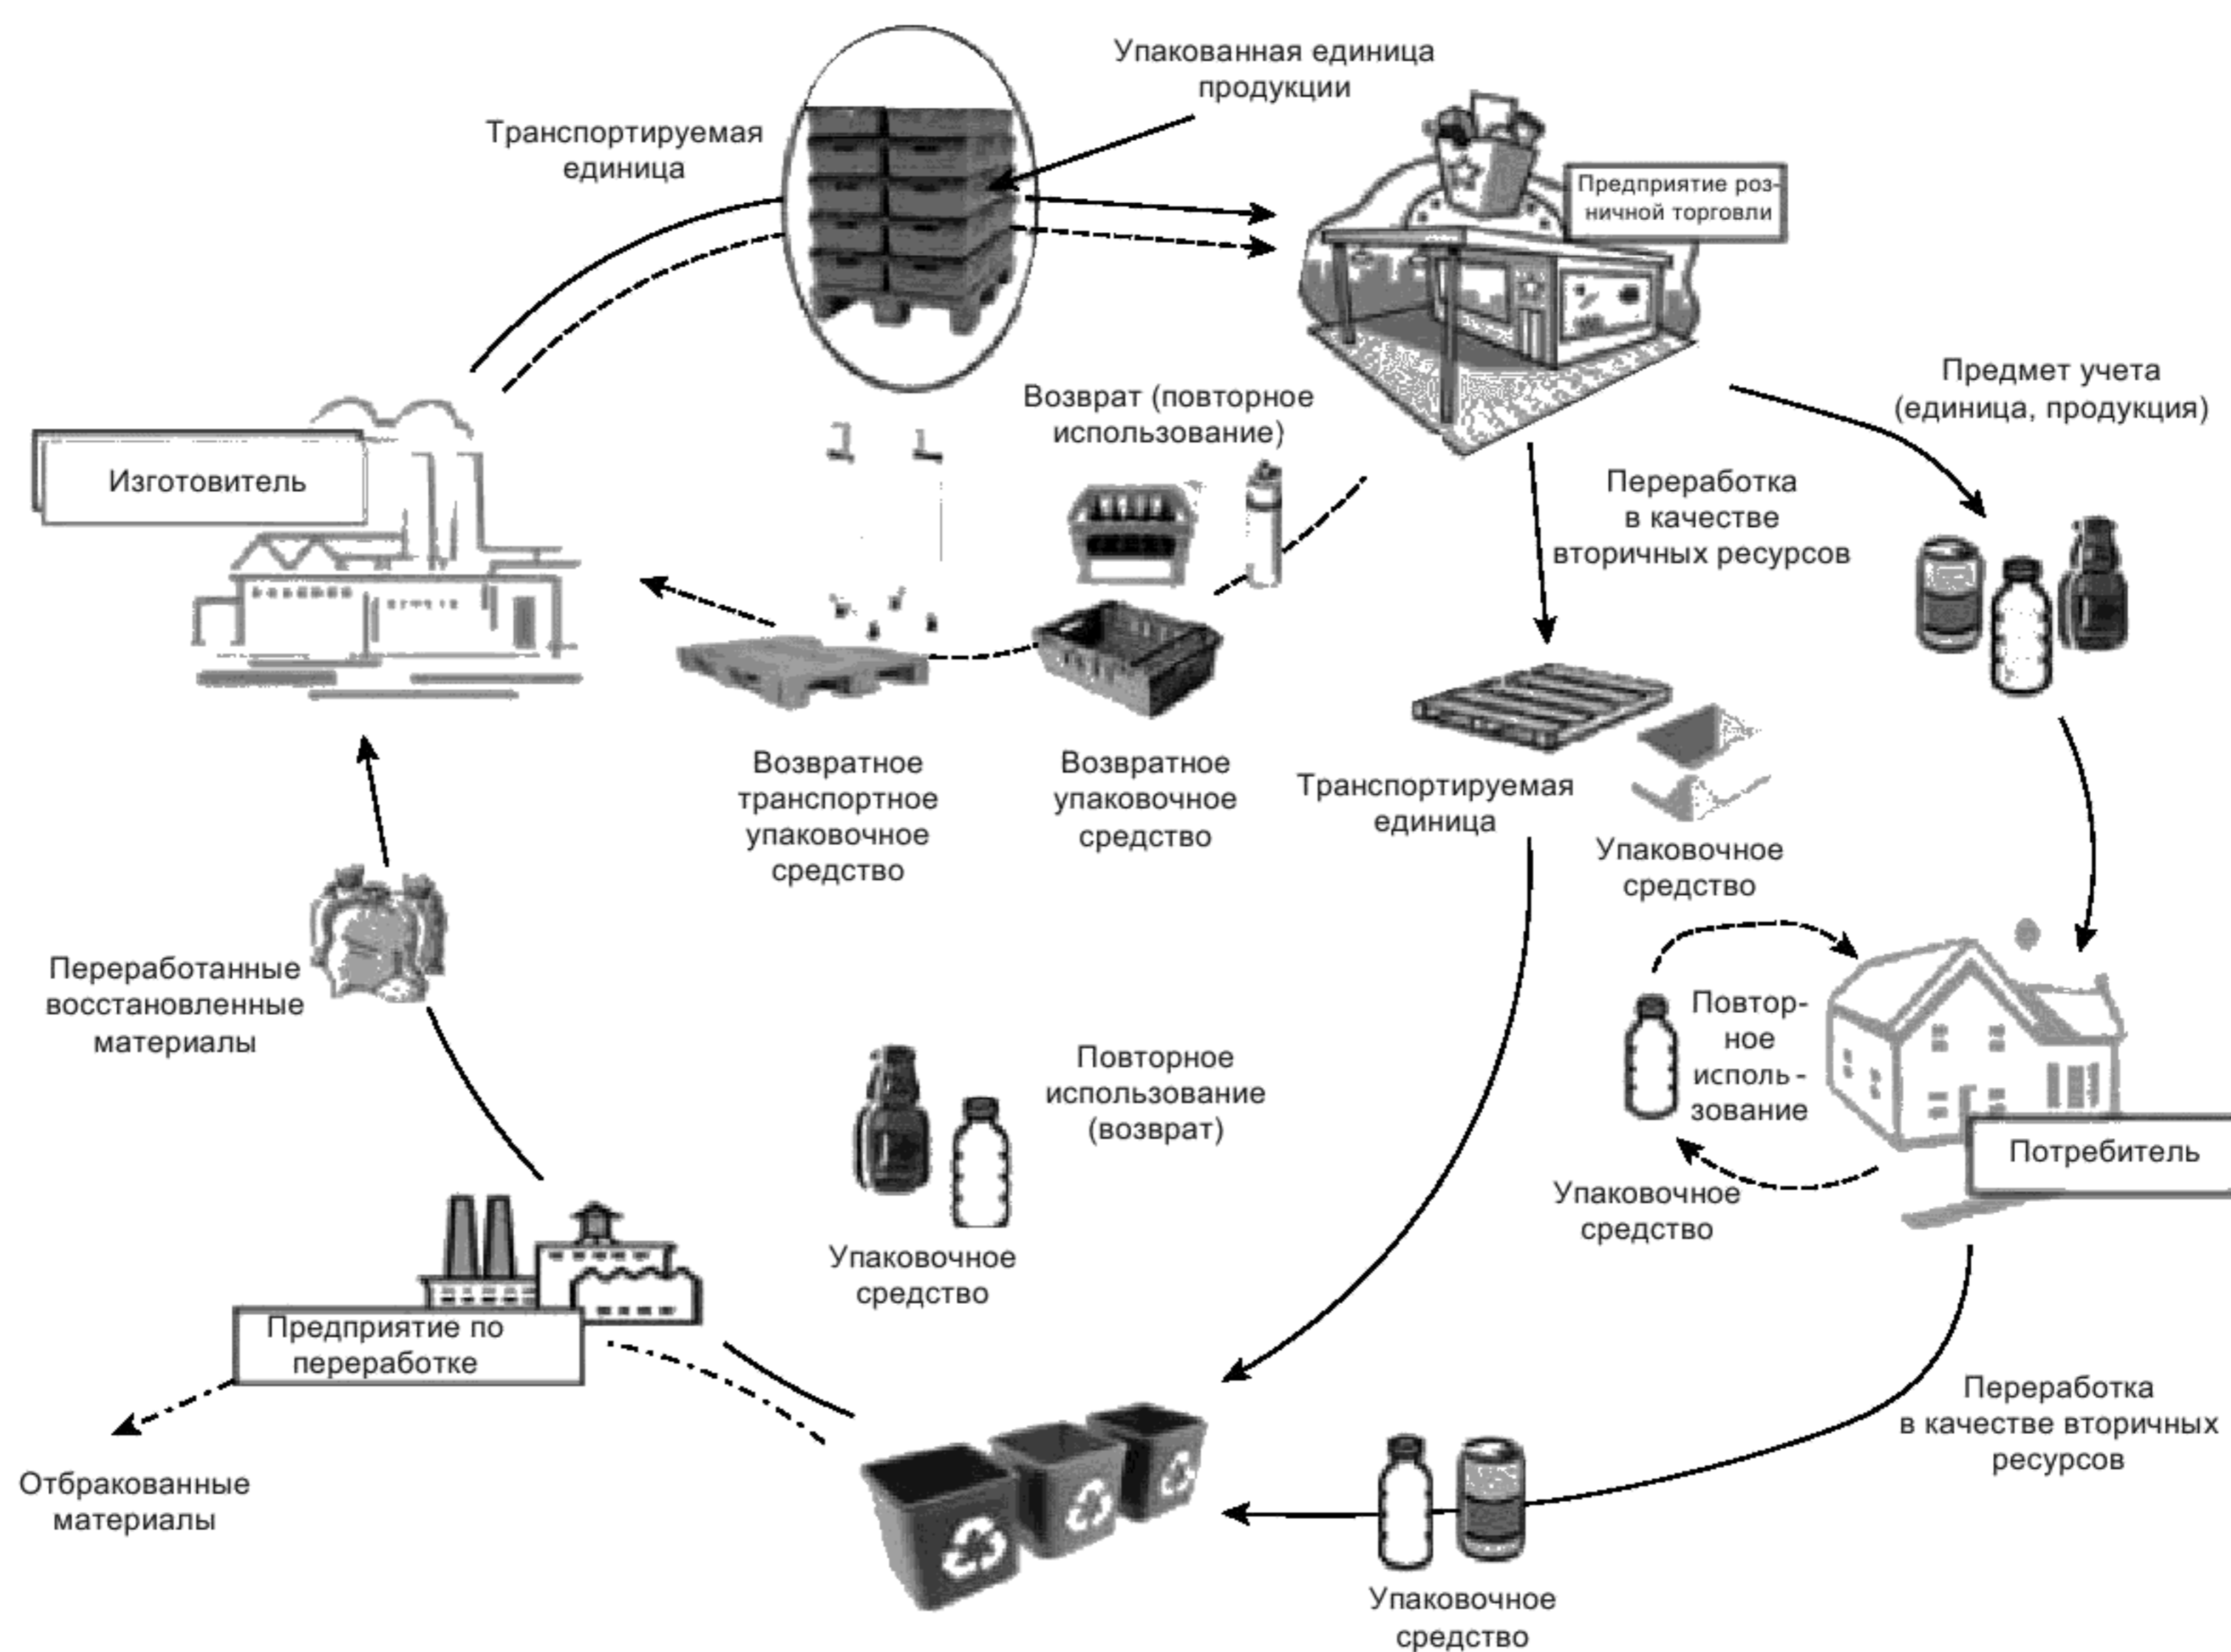 Упакованная единица
продукции
Транспортируемая
единица
Предприятие роз-
ничной торговли
Предмет учета
(единица, продукция)
Возврат (повторное
использование)
Изготовитель
Переработка
в качестве
вторичных ресурсов
Возвратное
транспортное
упаковочное
средство
Возвратное
упаковочное
средство
Транспортируемая
единица
Упаковочное
средство
Переработанные
восстановленные
материалы
Повтор-
ное
исполь -
зование
Повторное
использование
(возврат)
Потребитель
Упаковочное
средство
Упаковочное
средство
Предприятие по
переработке
Переработка
в качестве вторичных
ресурсов
Отбракованные
материалы
Упаковочное
средство